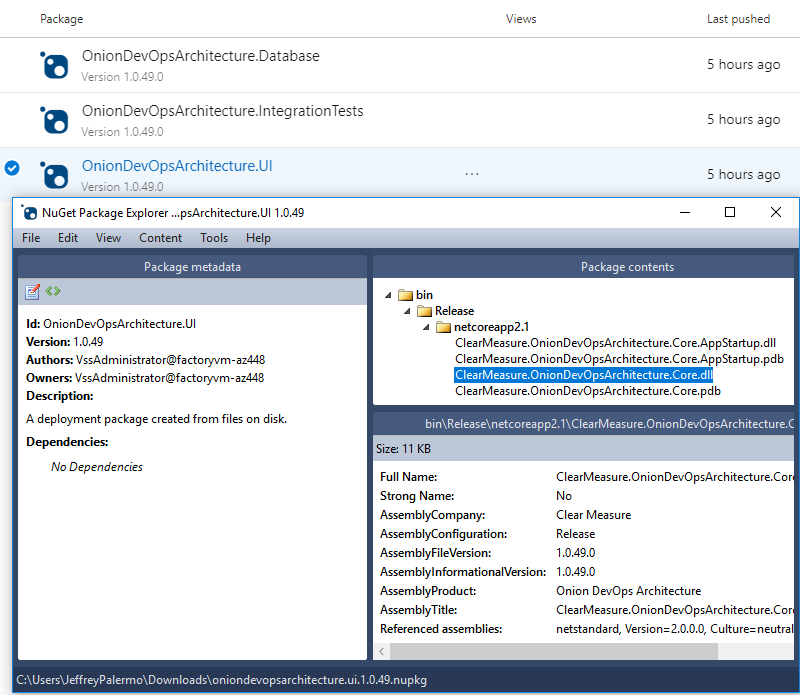 Package Views Last pushed
OnionDevOpsArchitecture.Database
Version 1.0.49.0
5 hours ago
OnionDevOpsArchitecture.IntegrationTests
Version 1.0.49.0
5 hours ago
OnionDevOpsArchitecture.UI
Version 1.0.49.0
...
5 hours ago
NuGet Package Explorer ...psArchitecture.UI 1.0.49
File Edit View Content Tools Help
Package metadata
Id: OnionDevOpsArchitecture.UI
Version: 1.0.49
Authors: VssAdministrator@factoryvm-az448
Owners: VssAdministrator@factoryvm-az448
Description:
A deployment package created from files on disk.
Dependencies:
No Dependencies
Package contents
bin
Release
netcoreapp2.1
ClearMeasure.OnionDevOpsArchitecture.Core.AppStartup.dll
ClearMeasure.OnionDevOpsArchitecture.Core.AppStartup.pdb
ClearMeasure.OnionDevOpsArchitecture.Core.dll
ClearMeasure.OnionDevOpsArchitecture.Core.pdb
bin\Release\netcoreapp2.1\ClearMeasure.OnionDevOpsArchitecture.C
Size: 11 KB
Full Name: ClearMeasure.OnionDevOpsArchitecture.Core
Strong Name: No
AssemblyCompany: Clear Measure
AssemblyConfiguration: Release
AssemblyFileVersion: 1.0.49.0
AssemblyInformationalVersion: 1.0.49.0
AssemblyProduct: Onion DevOps Architecture
AssemblyTitle: ClearMeasure.OnionDevOpsArchitecture.Core
Referenced assemblies: netstandard, Version=2.0.0.0, Culture=neutral
C:\Users\JeffreyPalermo\Downloads\oniondevopsarchitecture.ui.1.0.49.nupkg